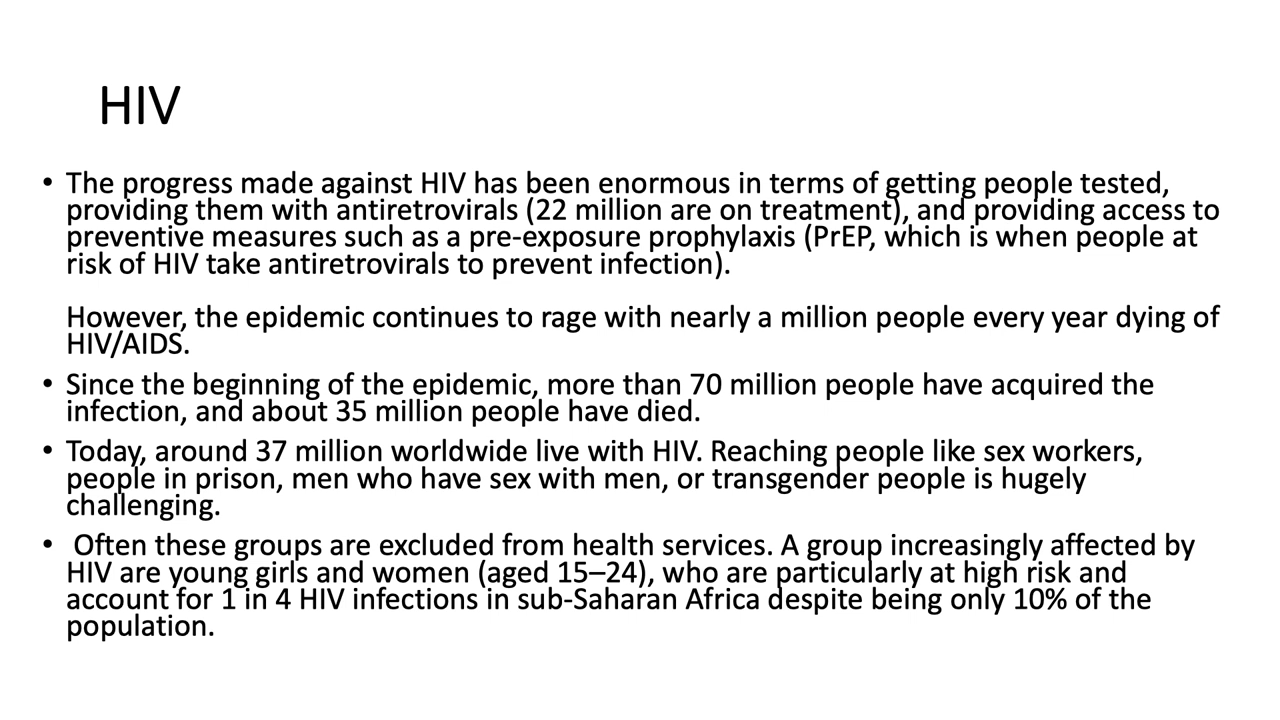 HIV
• The progress made against HIV has been enormous in terms of getting people tested,
providing them with antiretrovirals (22 million are on treatment), and providing access to
preventive measures such as a pre-exposure prophylaxis (PrEP, which is when people at
risk of HIV take antiretrovirals to prevent infection).
However, the epidemic continues to rage with nearly a million people every year dying of
HIV/AIDS.
• Since the beginning of the epidemic, more than 70 million people have acquired the
infection, and about 35 million people have died.
• Today, around 37 million worldwide live with HIV. Reaching people like sex workers,
people in prison, men who have sex with men, or transgender people is hugely
challenging.
• Often these groups are excluded from health services. A group increasingly affected by
HIV are young girls and women (aged 15–24), who are particularly at high risk and
account for 1 in 4 HIV infections in sub-Saharan Africa despite being only 10% of the
population.